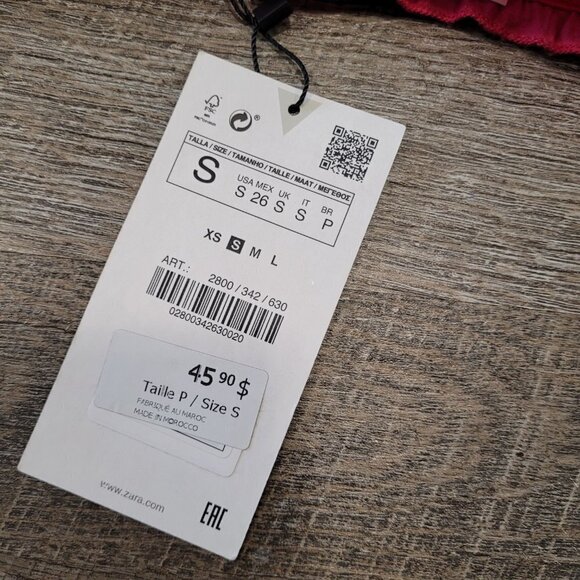 FSC
®
TALLA / SIZE / TAMANHO / TAILLE / MAAT / ΜΕΓΕΘΟΣ
S
USA MEX UK IT BR
S 26 S S P
XS S M L
ART.: 2800 / 342 / 630
02800342630020
45 90 $
Taille P / Size S
FABRIQUÉ AU MAROC
MADE IN MOROCCO
www.zara.com
EAC